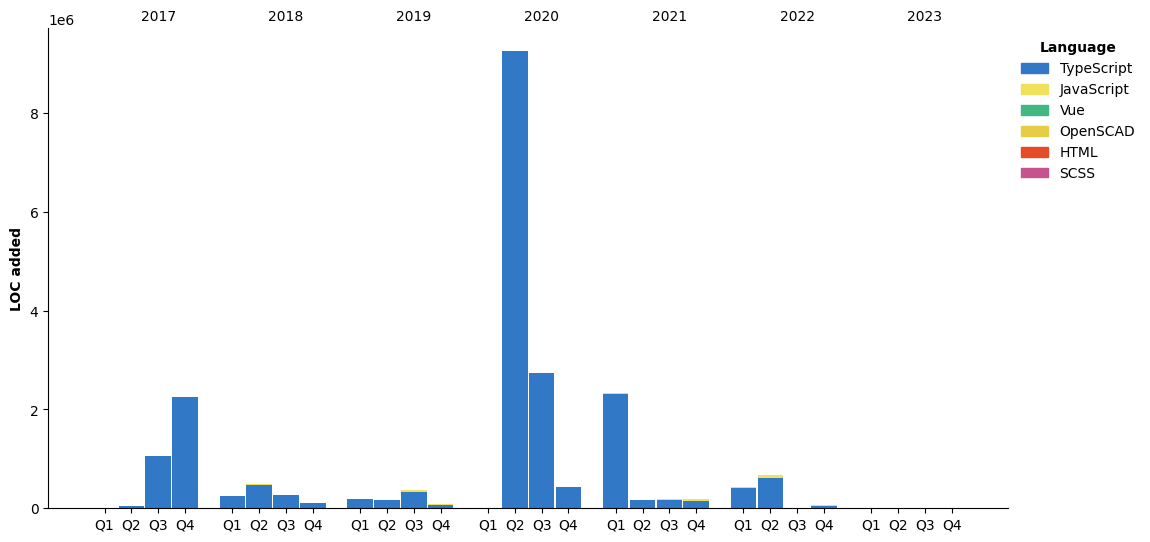 1e6
2017 2018 2019 2020 2021 2022 2023
Language
TypeScript
JavaScript
Vue
OpenSCAD
HTML
SCSS
8
6
4
2
0
LOC added
Q1 Q2 Q3 Q4 Q1 Q2 Q3 Q4 Q1 Q2 Q3 Q4 Q1 Q2 Q3 Q4 Q1 Q2 Q3 Q4 Q1 Q2 Q3 Q4 Q1 Q2 Q3 Q4